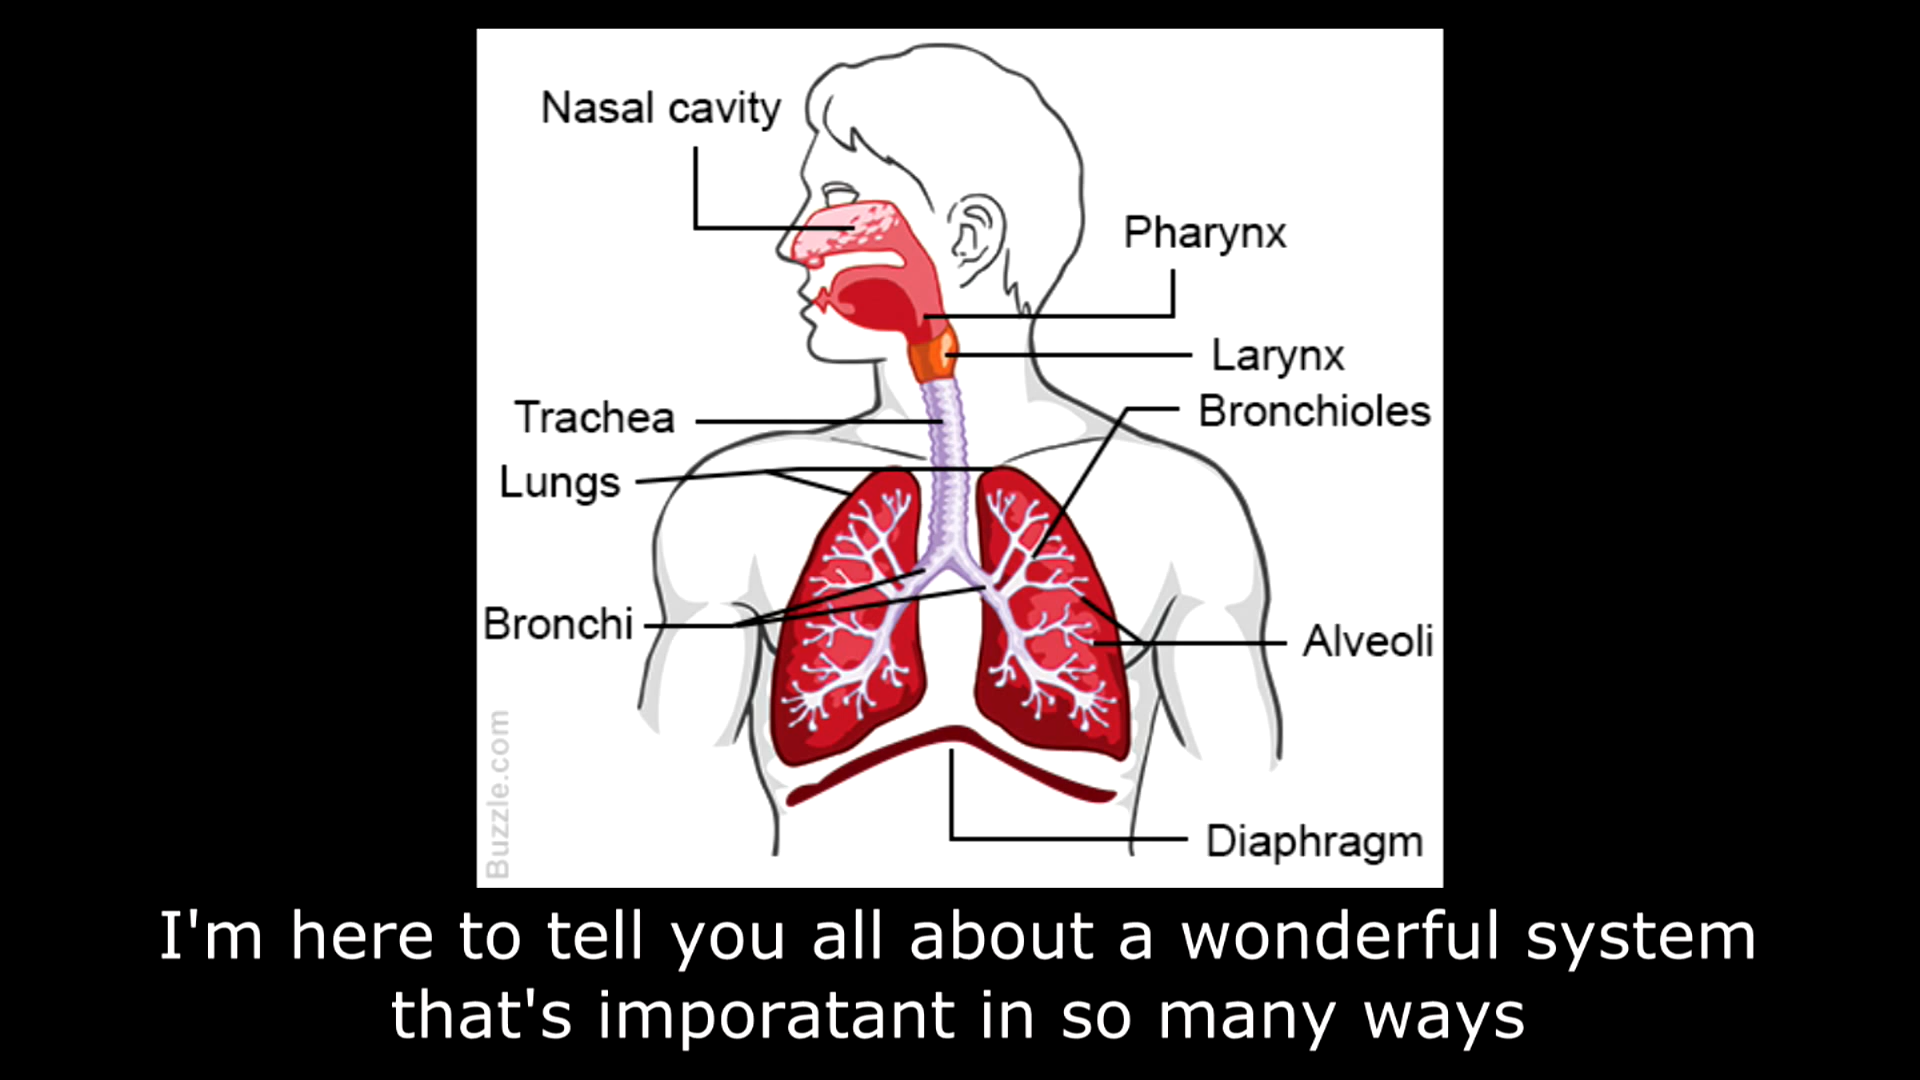 Nasal cavity
Pharynx
Larynx
Bronchioles
Trachea
Lungs
Bronchi
Alveoli
Diaphragm
Buzzle.com
I'm here to tell you all about a wonderful system
that's imporatant in so many ways